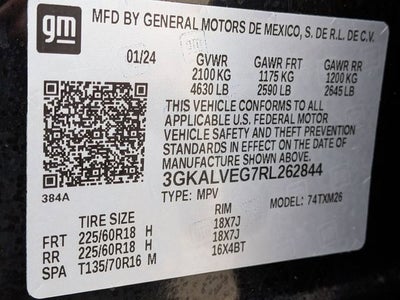 gm MFD BY GENERAL MOTORS DE MEXICO, S. DE R.L. DE C.V.
01/24 GVWR GAWR FRT GAWR RR
2100 KG 1175 KG 1200 KG
4630 LB 2590 LB 2645 LB
THIS VEHICLE CONFORMS TO ALL
APPLICABLE U.S. FEDERAL MOTOR
VEHICLE SAFETY AND THEFT PREVENTION
STANDARDS IN EFFECT ON THE DATE OF
MANUFACTURE SHOWN ABOVE.
3GKALVEG7RL262844
384A TYPE: MPV MODEL: 74TXM26
TIRE SIZE RIM
FRT 225/60R18 H 18X7J
RR 225/60R18 H 18X7J
SPA T135/70R16 M 16X4BT